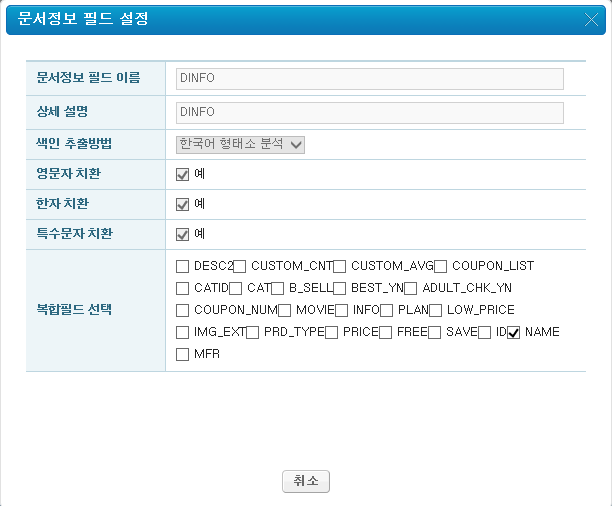 문서정보 필드 설정
문서정보 필드 이름 DINFO
상세 설명 DINFO
색인 추출방법 한국어 형태소 분석
영문자 치환 예
한자 치환 예
특수문자 치환 예
복합필드 선택
DESC2 CUSTOM_CNT CUSTOM_AVG COUPON_LIST
CATID CAT B_SELL BEST_YN ADULT_CHK_YN
COUPON_NUM MOVIE INFO PLAN LOW_PRICE
IMG_EXT PRD_TYPE PRICE FREE SAVE ID NAME
MFR
취소